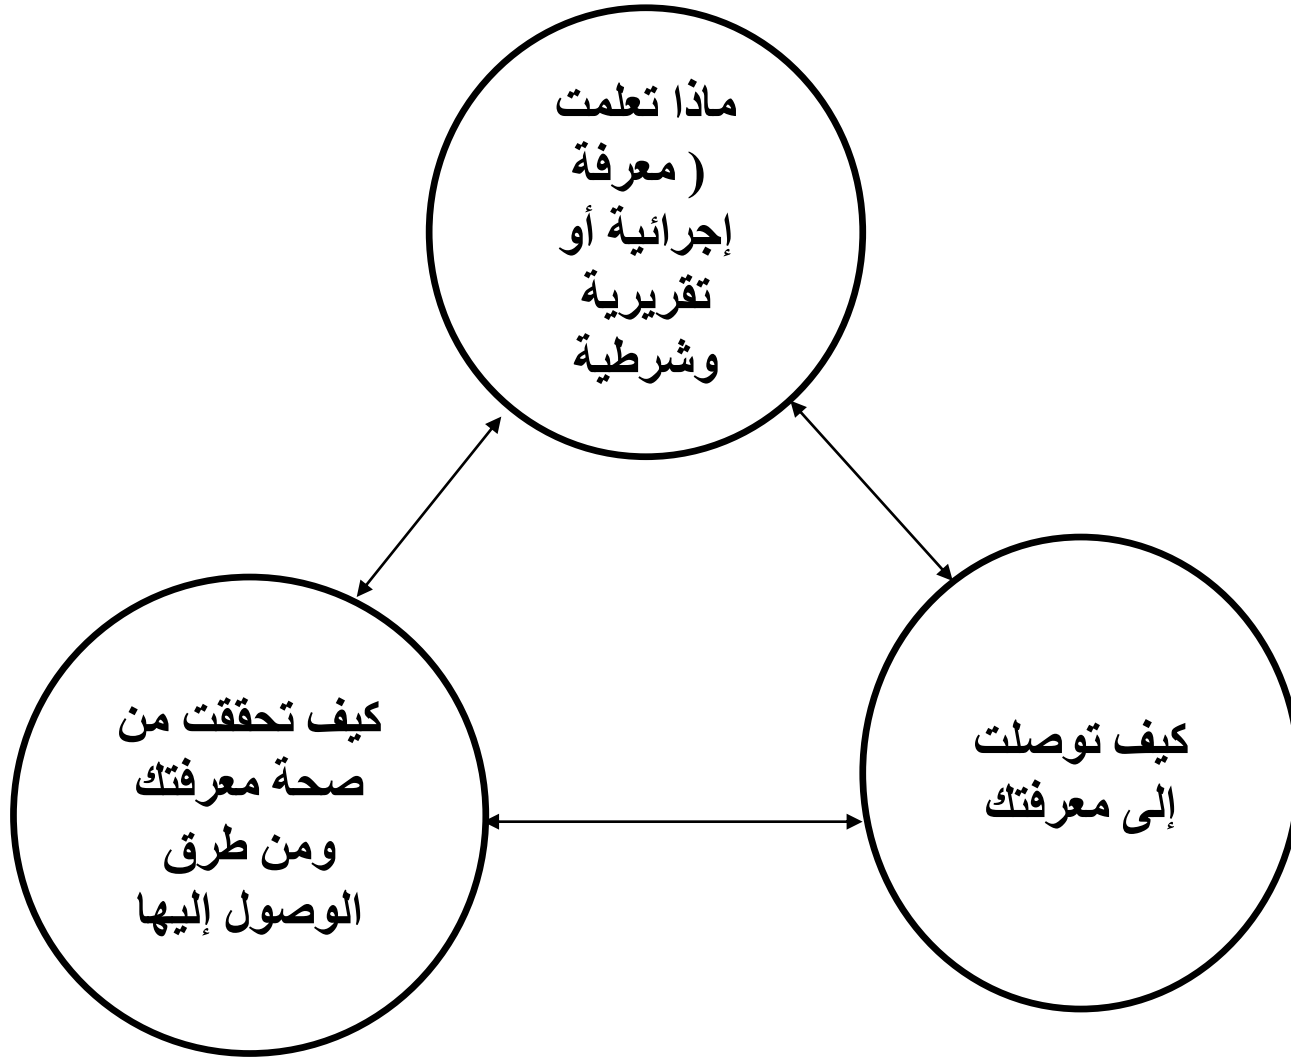 ماذا تعلمت
( معرفة
إجرائية أو
تقريرية
وشرطية
كيف توصلت
إلى معرفتك
كيف تحققت من
صحة معرفتك
ومن طرق
الوصول إليها